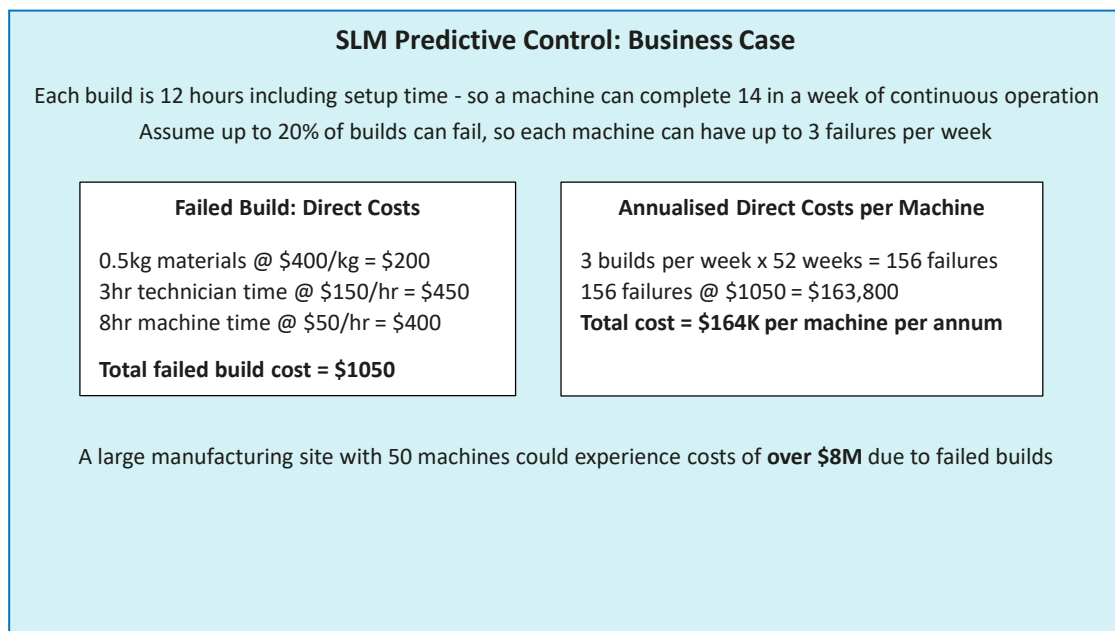 SLM Predictive Control: Business Case
Each build is 12 hours including setup time - so a machine can complete 14 in a week of continuous operation
Assume up to 20% of builds can fail, so each machine can have up to 3 failures per week
Failed Build: Direct Costs
0.5kg materials @ $400/kg = $200
3hr technician time @ $150/hr = $450
8hr machine time @ $50/hr = $400
Total failed build cost = $1050
Annualised Direct Costs per Machine
3 builds per week x 52 weeks = 156 failures
156 failures @ $1050 = $163,800
Total cost = $164K per machine per annum
A large manufacturing site with 50 machines could experience costs of over $8M due to failed builds